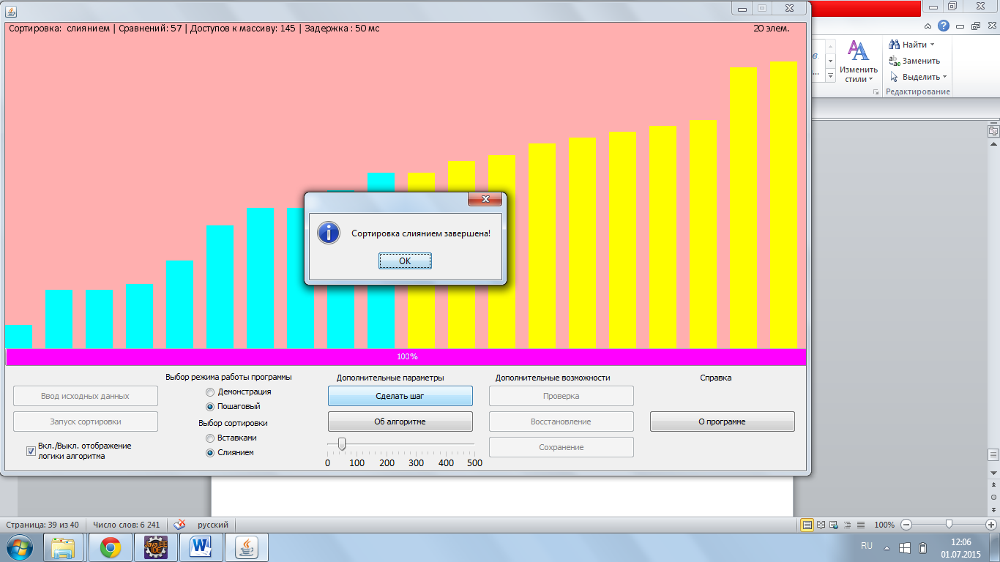 Сортировка: слиянием | Сравнений: 57 | Доступов к массиву: 145 | Задержка : 50 мс
20 элем.
Найти
Заменить
Выделить
Изменить
стили
Редактирование
Сортировка слиянием завершена!
OK
100%
Ввод исходных данных
Запуск сортировки
Вкл./Выкл. отображение
логики алгоритма
Выбор режима работы программы
Демонстрация
Пошаговый
Выбор сортировки
Вставками
Слиянием
Дополнительные параметры
Сделать шаг
Об алгоритме
0 100 200 300 400 500
Дополнительные возможности
Проверка
Восстановление
Сохранение
Справка
О программе
Страница: 39 из 40
Число слов: 6 241
русский
100%
Java EE
IDE
RU
12:06
01.07.2015